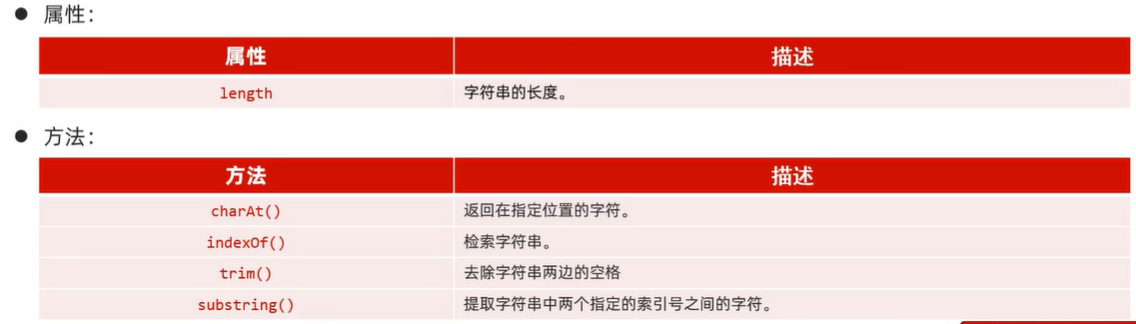 ● 属性：
属性 描述
length 字符串的长度。
● 方法：
方法 描述
charAt() 返回在指定位置的字符。
indexOf() 检索字符串。
trim() 去除字符串两边的空格
substring() 提取字符串中两个指定的索引号之间的字符。